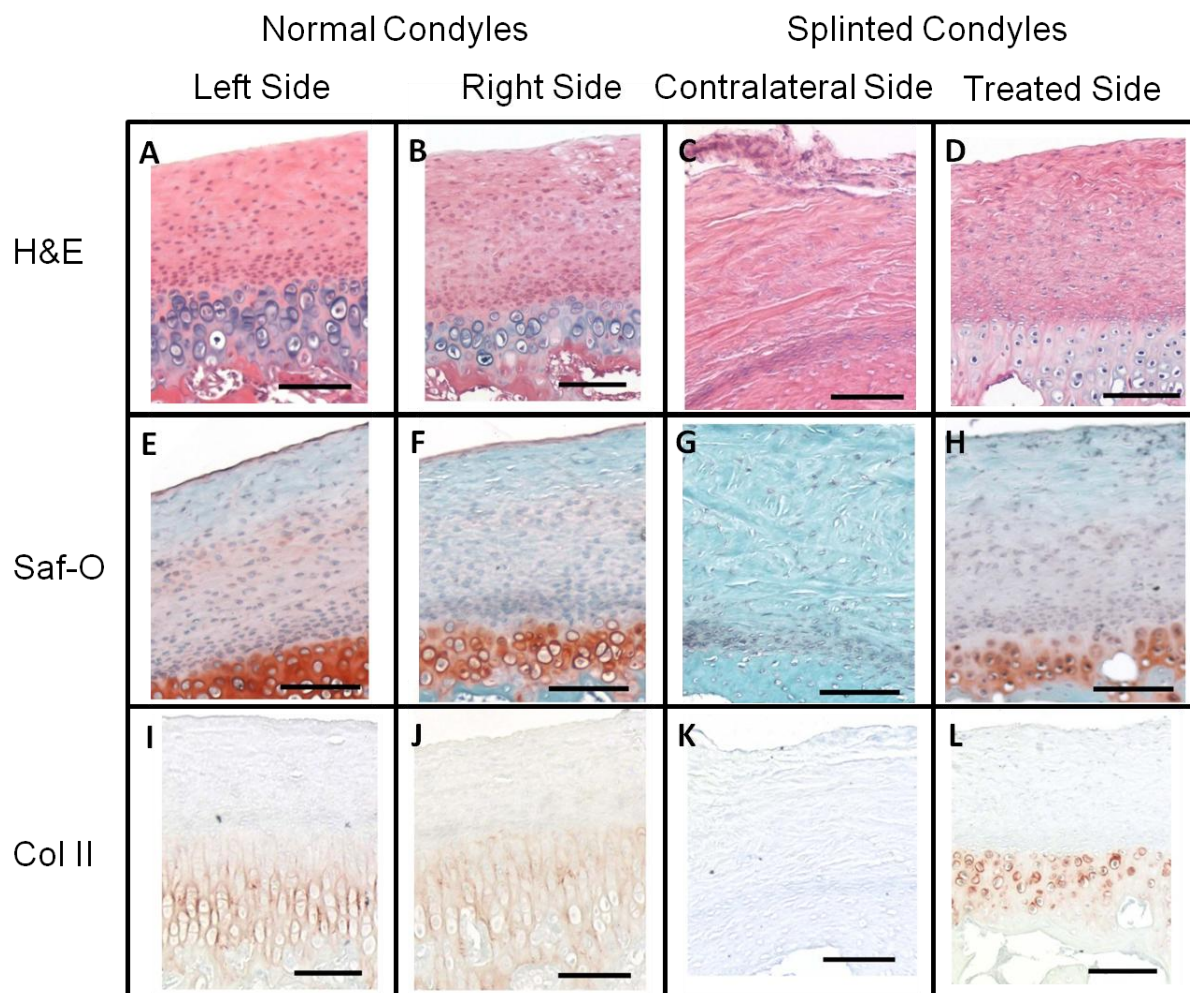 Normal Condyles Splinted Condyles
Left Side Right Side Contralateral Side Treated Side
H&E A B C D
Saf-O E F G H
Col II I J K L